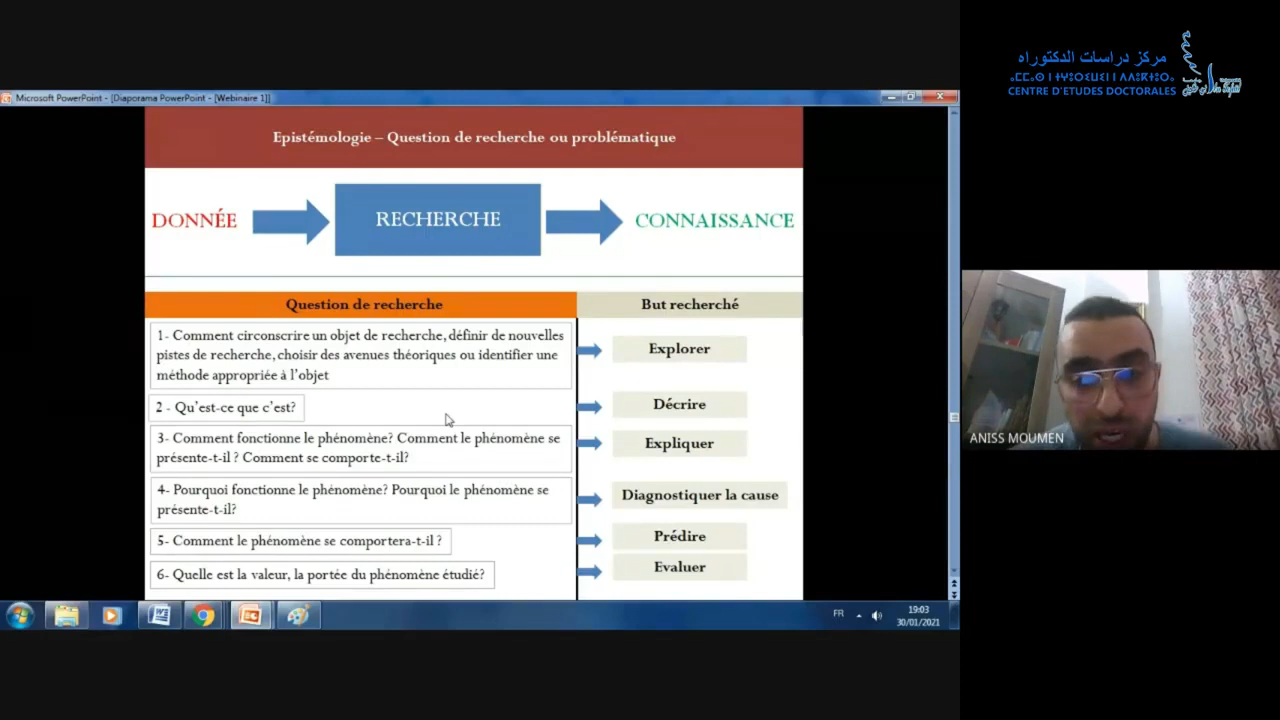 Microsoft PowerPoint - [Diaporama PowerPoint - [Webinaire 1]]
Epistémologie – Question de recherche ou problématique
DONNÉE
RECHERCHE
CONNAISSANCE
Question de recherche
But recherché
1- Comment circonscrire un objet de recherche, définir de nouvelles
pistes de recherche, choisir des avenues théoriques ou identifier une
méthode appropriée à l'objet
Explorer
2 - Qu'est-ce que c'est?
Décrire
3- Comment fonctionne le phénomène? Comment le phénomène se
présente-t-il ? Comment se comporte-t-il?
Expliquer
4- Pourquoi fonctionne le phénomène? Pourquoi le phénomène se
présente-t-il?
Diagnostiquer la cause
5- Comment le phénomène se comportera-t-il ?
Prédire
6- Quelle est la valeur, la portée du phénomène étudié?
Evaluer
FR
19:03
30/01/2021
مركز دراسات الدكتوراه
CENTRE D'ETUDES DOCTORALES
ANISS MOUMEN